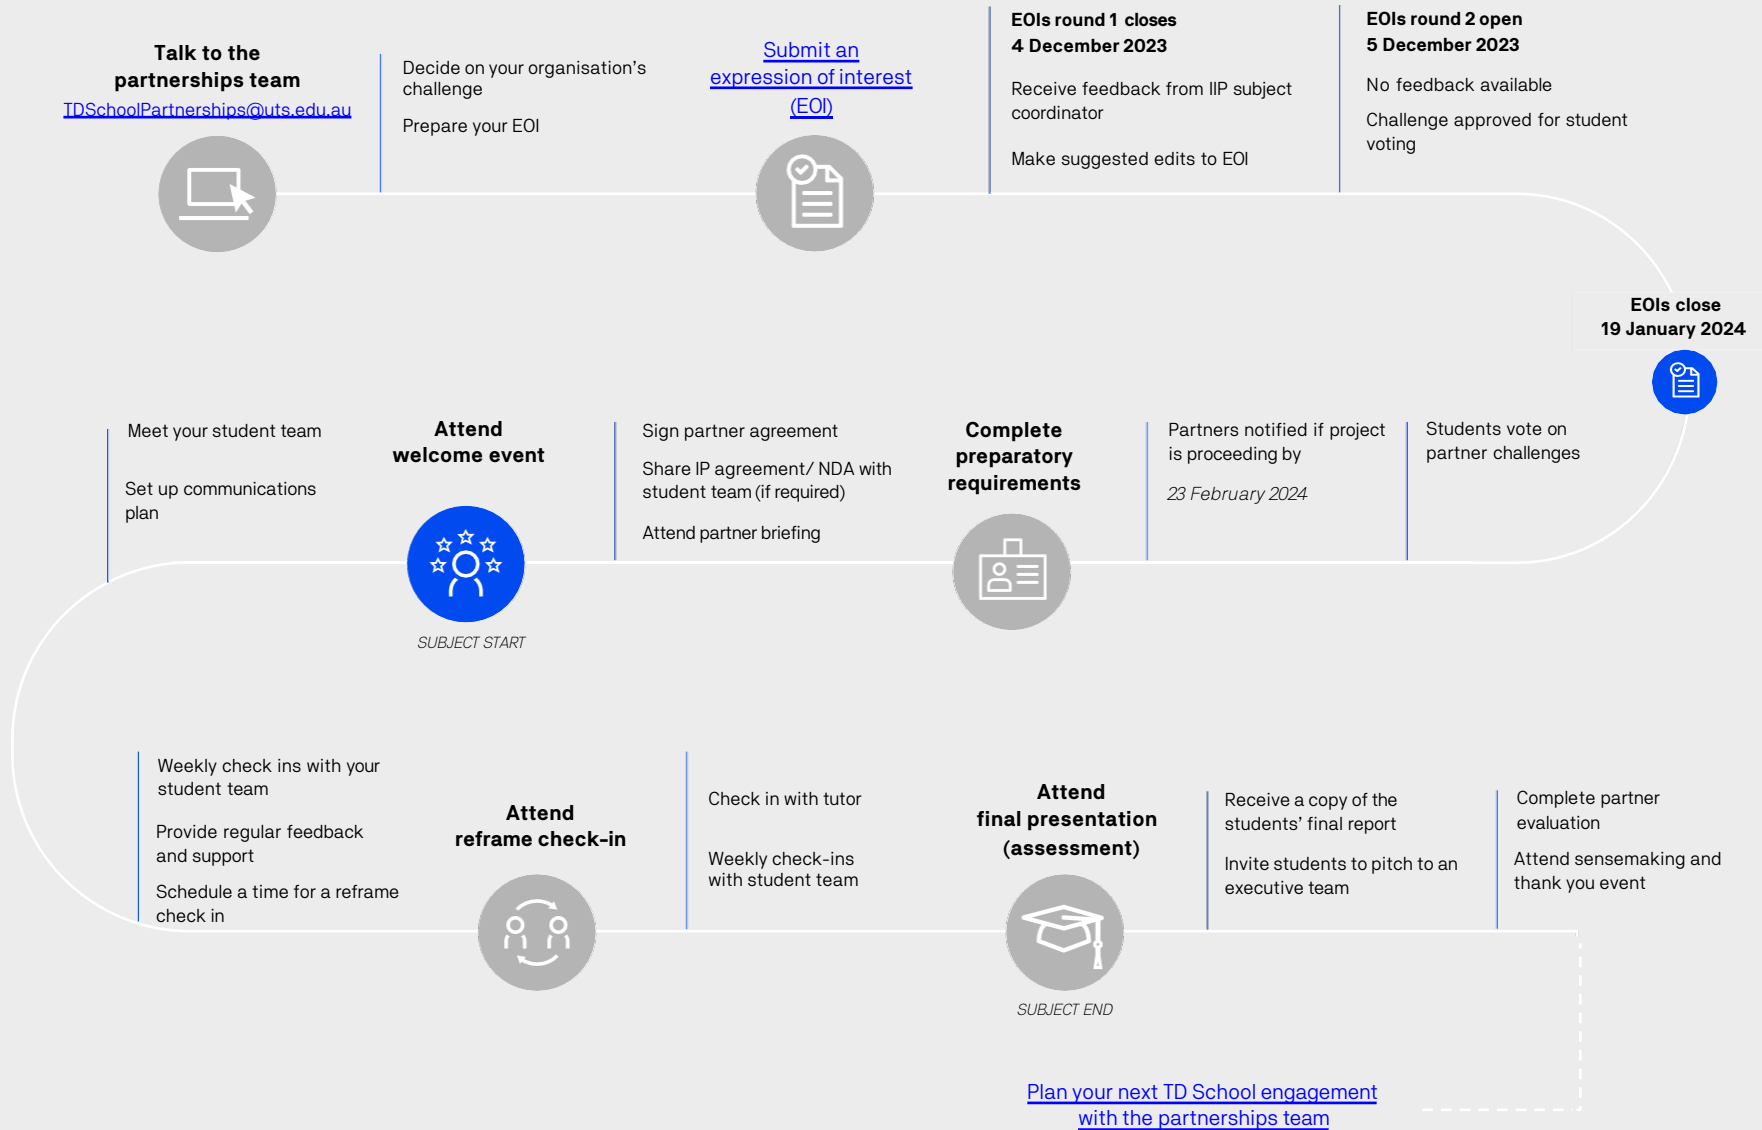 Talk to the
partnerships team
TDSchoolPartnerships@uts.edu.au
Decide on your organisation's
challenge
Prepare your EOI
Submit an
expression of interest
(EOI)
EOIs round 1 closes
4 December 2023
Receive feedback from IIP subject
coordinator
Make suggested edits to EOI
EOIs round 2 open
5 December 2023
No feedback available
Challenge approved for student
voting
EOIs close
19 January 2024
Students vote on
partner challenges
Partners notified if project
is proceeding by
23 February 2024
Complete
preparatory
requirements
Sign partner agreement
Share IP agreement/ NDA with
student team (if required)
Attend partner briefing
Attend
welcome event
SUBJECT START
Meet your student team
Set up communications
plan
Weekly check ins with your
student team
Provide regular feedback
and support
Schedule a time for a reframe
check in
Attend
reframe check-in
Check in with tutor
Weekly check-ins
with student team
Attend
final presentation
(assessment)
SUBJECT END
Receive a copy of the
students' final report
Invite students to pitch to an
executive team
Complete partner
evaluation
Attend sensemaking and
thank you event
Plan your next TD School engagement
with the partnerships team